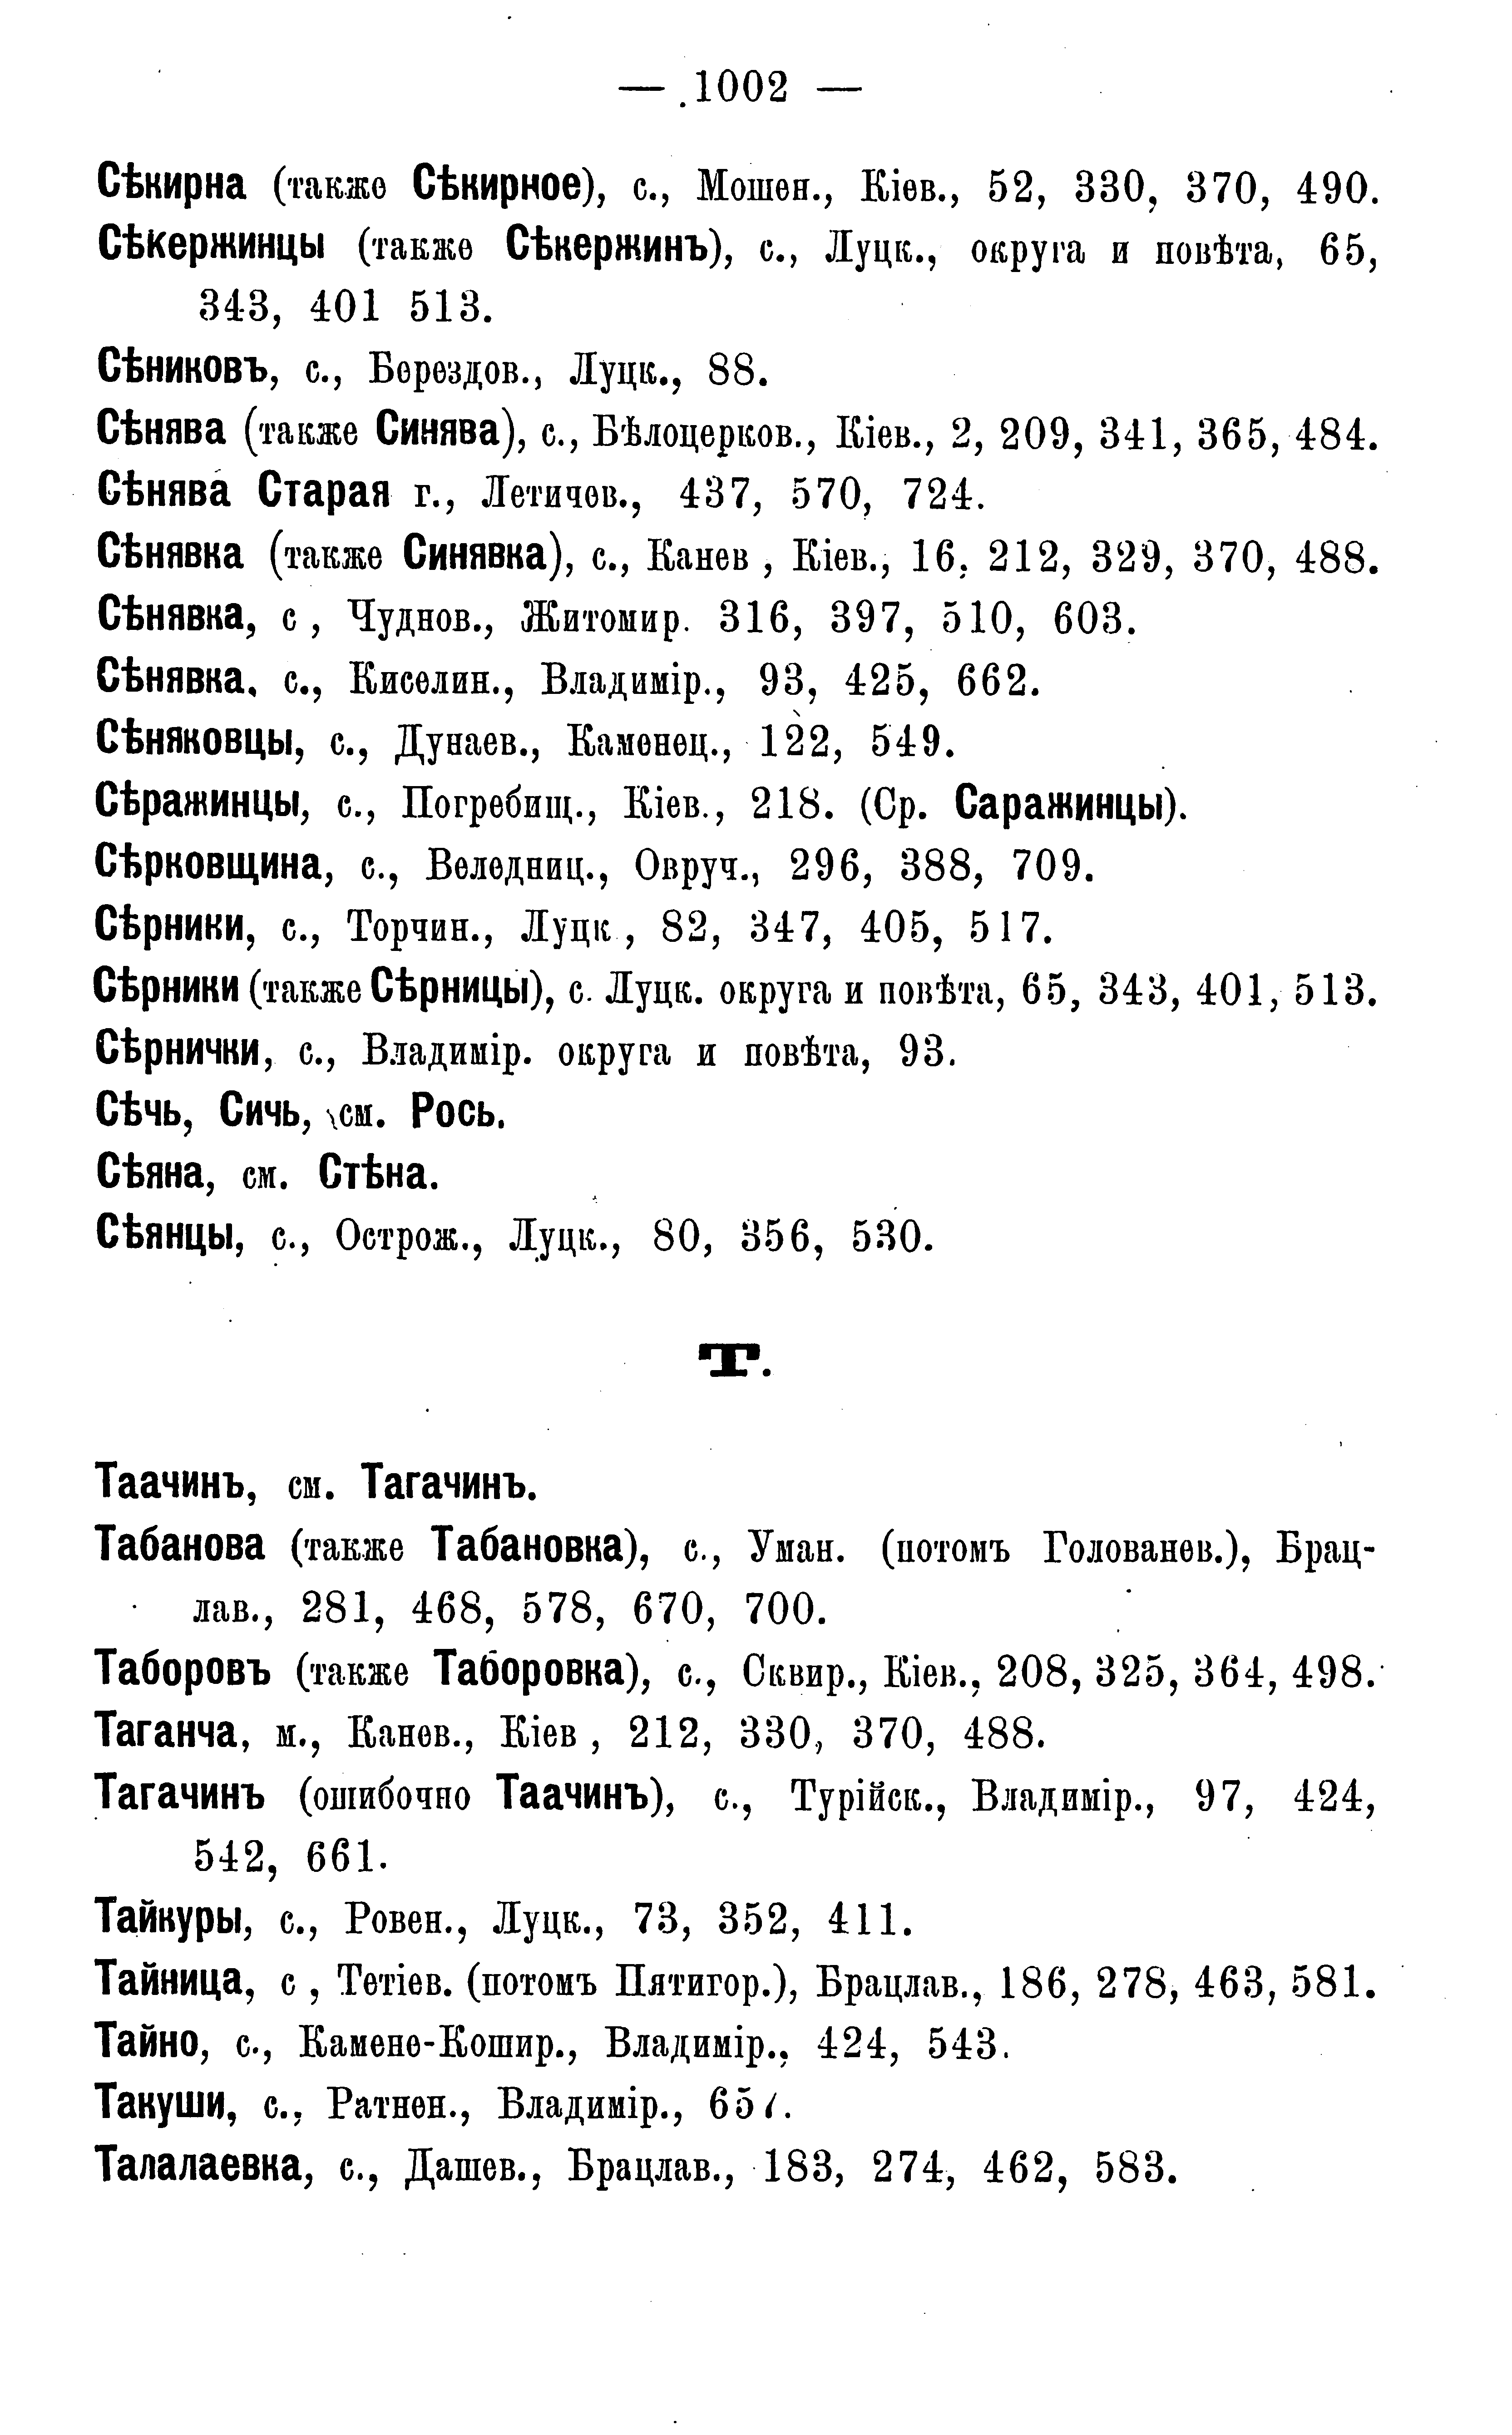 — 1002 —
Сѣкирна (также Сѣкирное), с., Мошен., Кіев., 52, 330, 370, 490.
Сѣкержинцы (также Сѣкержинъ), с., Луцк., округа и повѣта, 65,
343, 401 513.
Сѣниковъ, с., Берездов., Луцк., 88.
Сѣнява (также Синява), с., Бѣлоцерков., Кіев., 2, 209, 341, 365, 484.
Сѣнява Старая г., Летичев., 437, 570, 724.
Сѣнявка (также Синявка), с., Канев , Кіев., 16, 212, 329, 370, 488.
Сѣнявка, с , Чуднов., Житомир. 316, 397, 510, 603.
Сѣнявка, с., Киселин., Владимір., 93, 425, 662.
Сѣняковцы, с., Дунаев., Каменец., 122, 549.
Сѣражинцы, с., Погребищ., Кіев., 218. (Ср. Саражинцы).
Сѣрковщина, с., Веледниц., Овруч., 296, 388, 709.
Сѣрники, с., Торчин., Луцк , 82, 347, 405, 517.
Сѣрники (также Сѣрницы), с. Луцк. округа и повѣта, 65, 343, 401, 513.
Сѣрнички, с., Владимір. округа и повѣта, 93.
Сѣчь, Сичь, см. Рось.
Сѣяна, см. Стѣна.
Сѣянцы, с., Острож., Луцк., 80, 356, 530.
Т.
Таачинъ, см. Тагачинъ.
Табанова (также Табановка), с., Уман. (потомъ Голованев.), Брац-
лав., 281, 468, 578, 670, 700.
Таборовъ (также Таборовка), с., Сквир., Кіев., 208, 325, 364, 498.
Таганча, м., Канев., Кіев , 212, 330, 370, 488.
Тагачинъ (ошибочно Таачинъ), с., Турійск., Владимір., 97, 424,
542, 661.
Тайкуры, с., Ровен., Луцк., 73, 352, 411.
Тайница, с , Тетіев. (потомъ Пятигор.), Брацлав., 186, 278, 463, 581.
Тайно, с., Камене-Кошир., Владимір., 424, 543.
Такуши, с., Ратнен., Владимір., 657.
Талалаевка, с., Дашев., Брацлав., 183, 274, 462, 583.